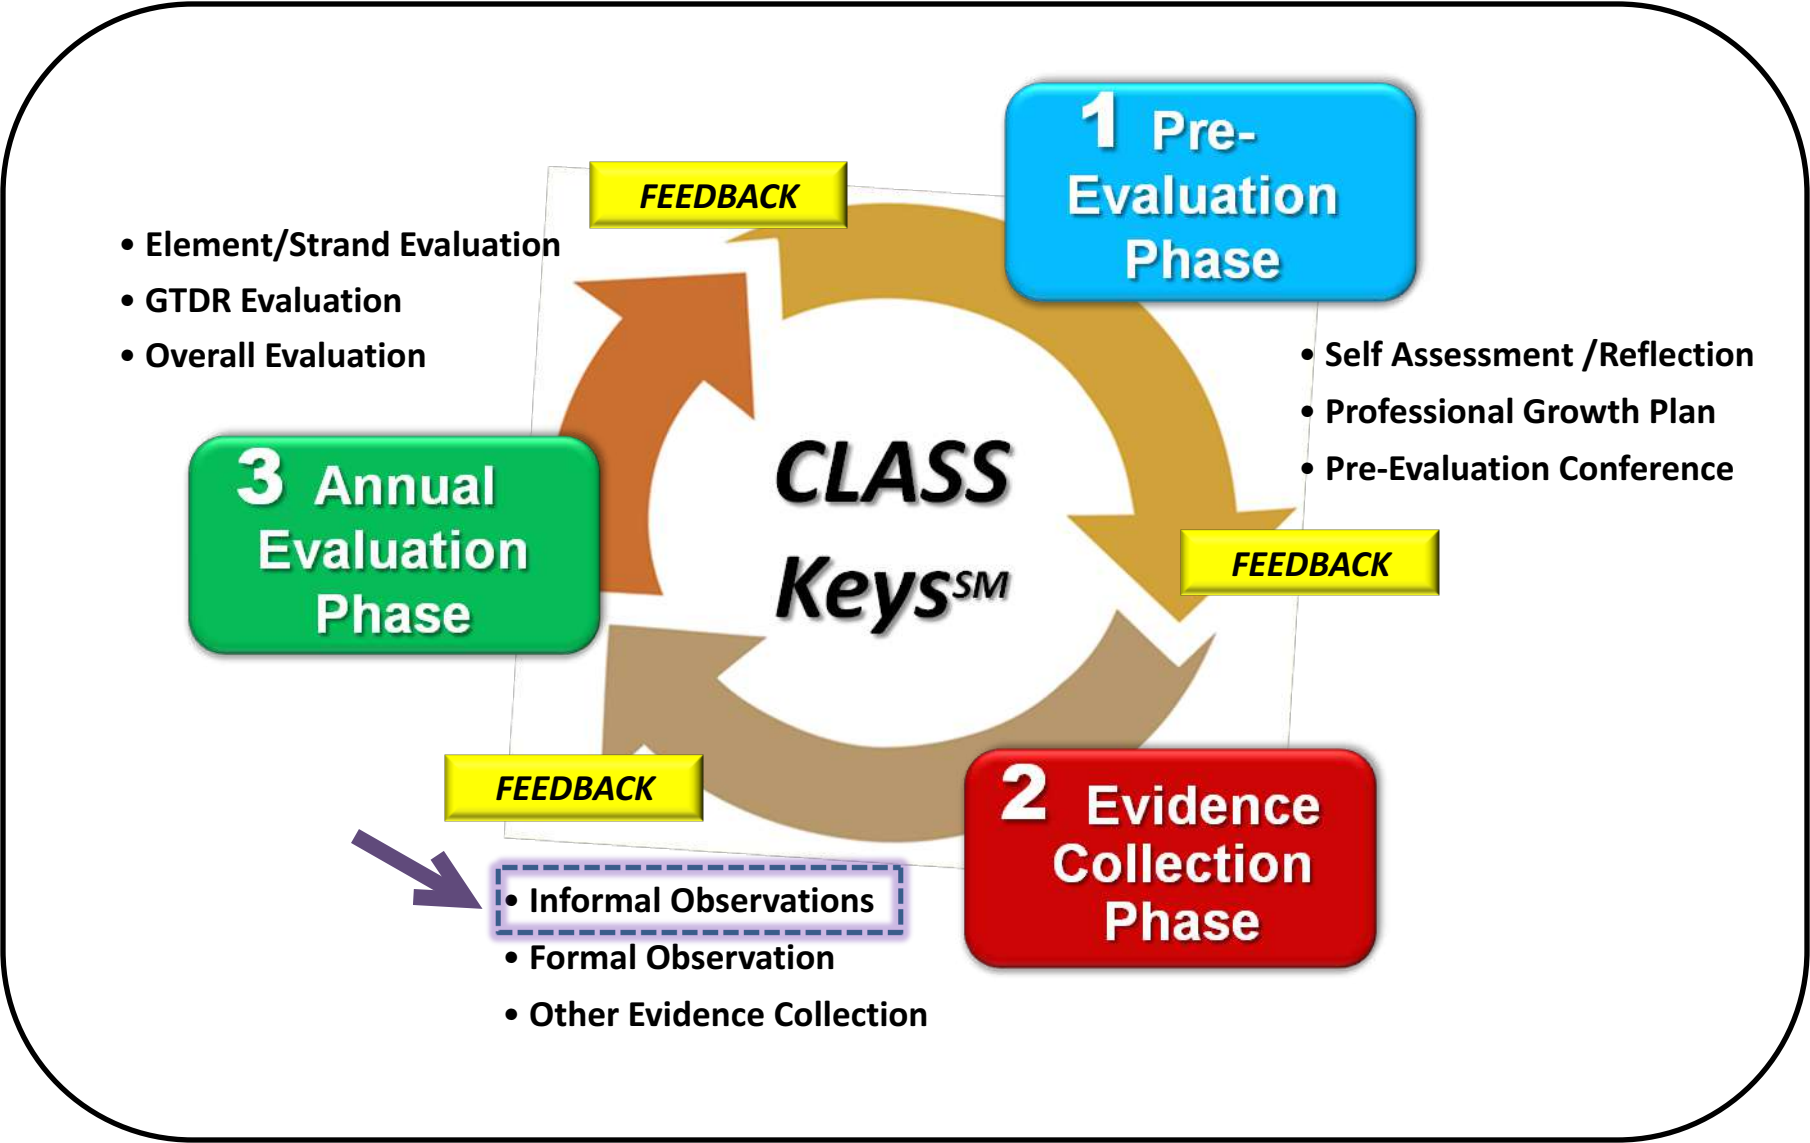 1 Pre-
Evaluation
Phase
FEEDBACK
• Element/Strand Evaluation
• GTDR Evaluation
• Overall Evaluation
• Self Assessment /Reflection
• Professional Growth Plan
• Pre-Evaluation Conference
CLASS
Keys℠
3 Annual
Evaluation
Phase
FEEDBACK
FEEDBACK
2 Evidence
Collection
Phase
• Informal Observations
• Formal Observation
• Other Evidence Collection